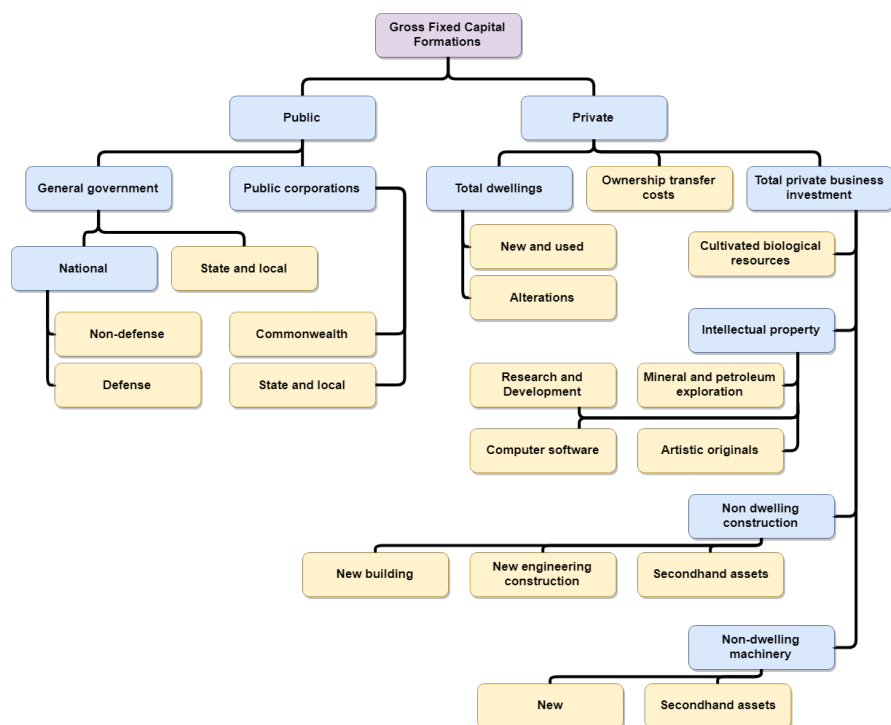 Gross Fixed Capital
Formations
Public
Private
General government
Public corporations
Total dwellings
Ownership transfer
costs
Total private business
investment
National
State and local
New and used
Cultivated biological
resources
Alterations
Non-defense
Commonwealth
Intellectual property
Defense
State and local
Research and
Development
Mineral and petroleum
exploration
Computer software
Artistic originals
Non dwelling
construction
New building
New engineering
construction
Secondhand assets
Non-dwelling
machinery
New
Secondhand assets